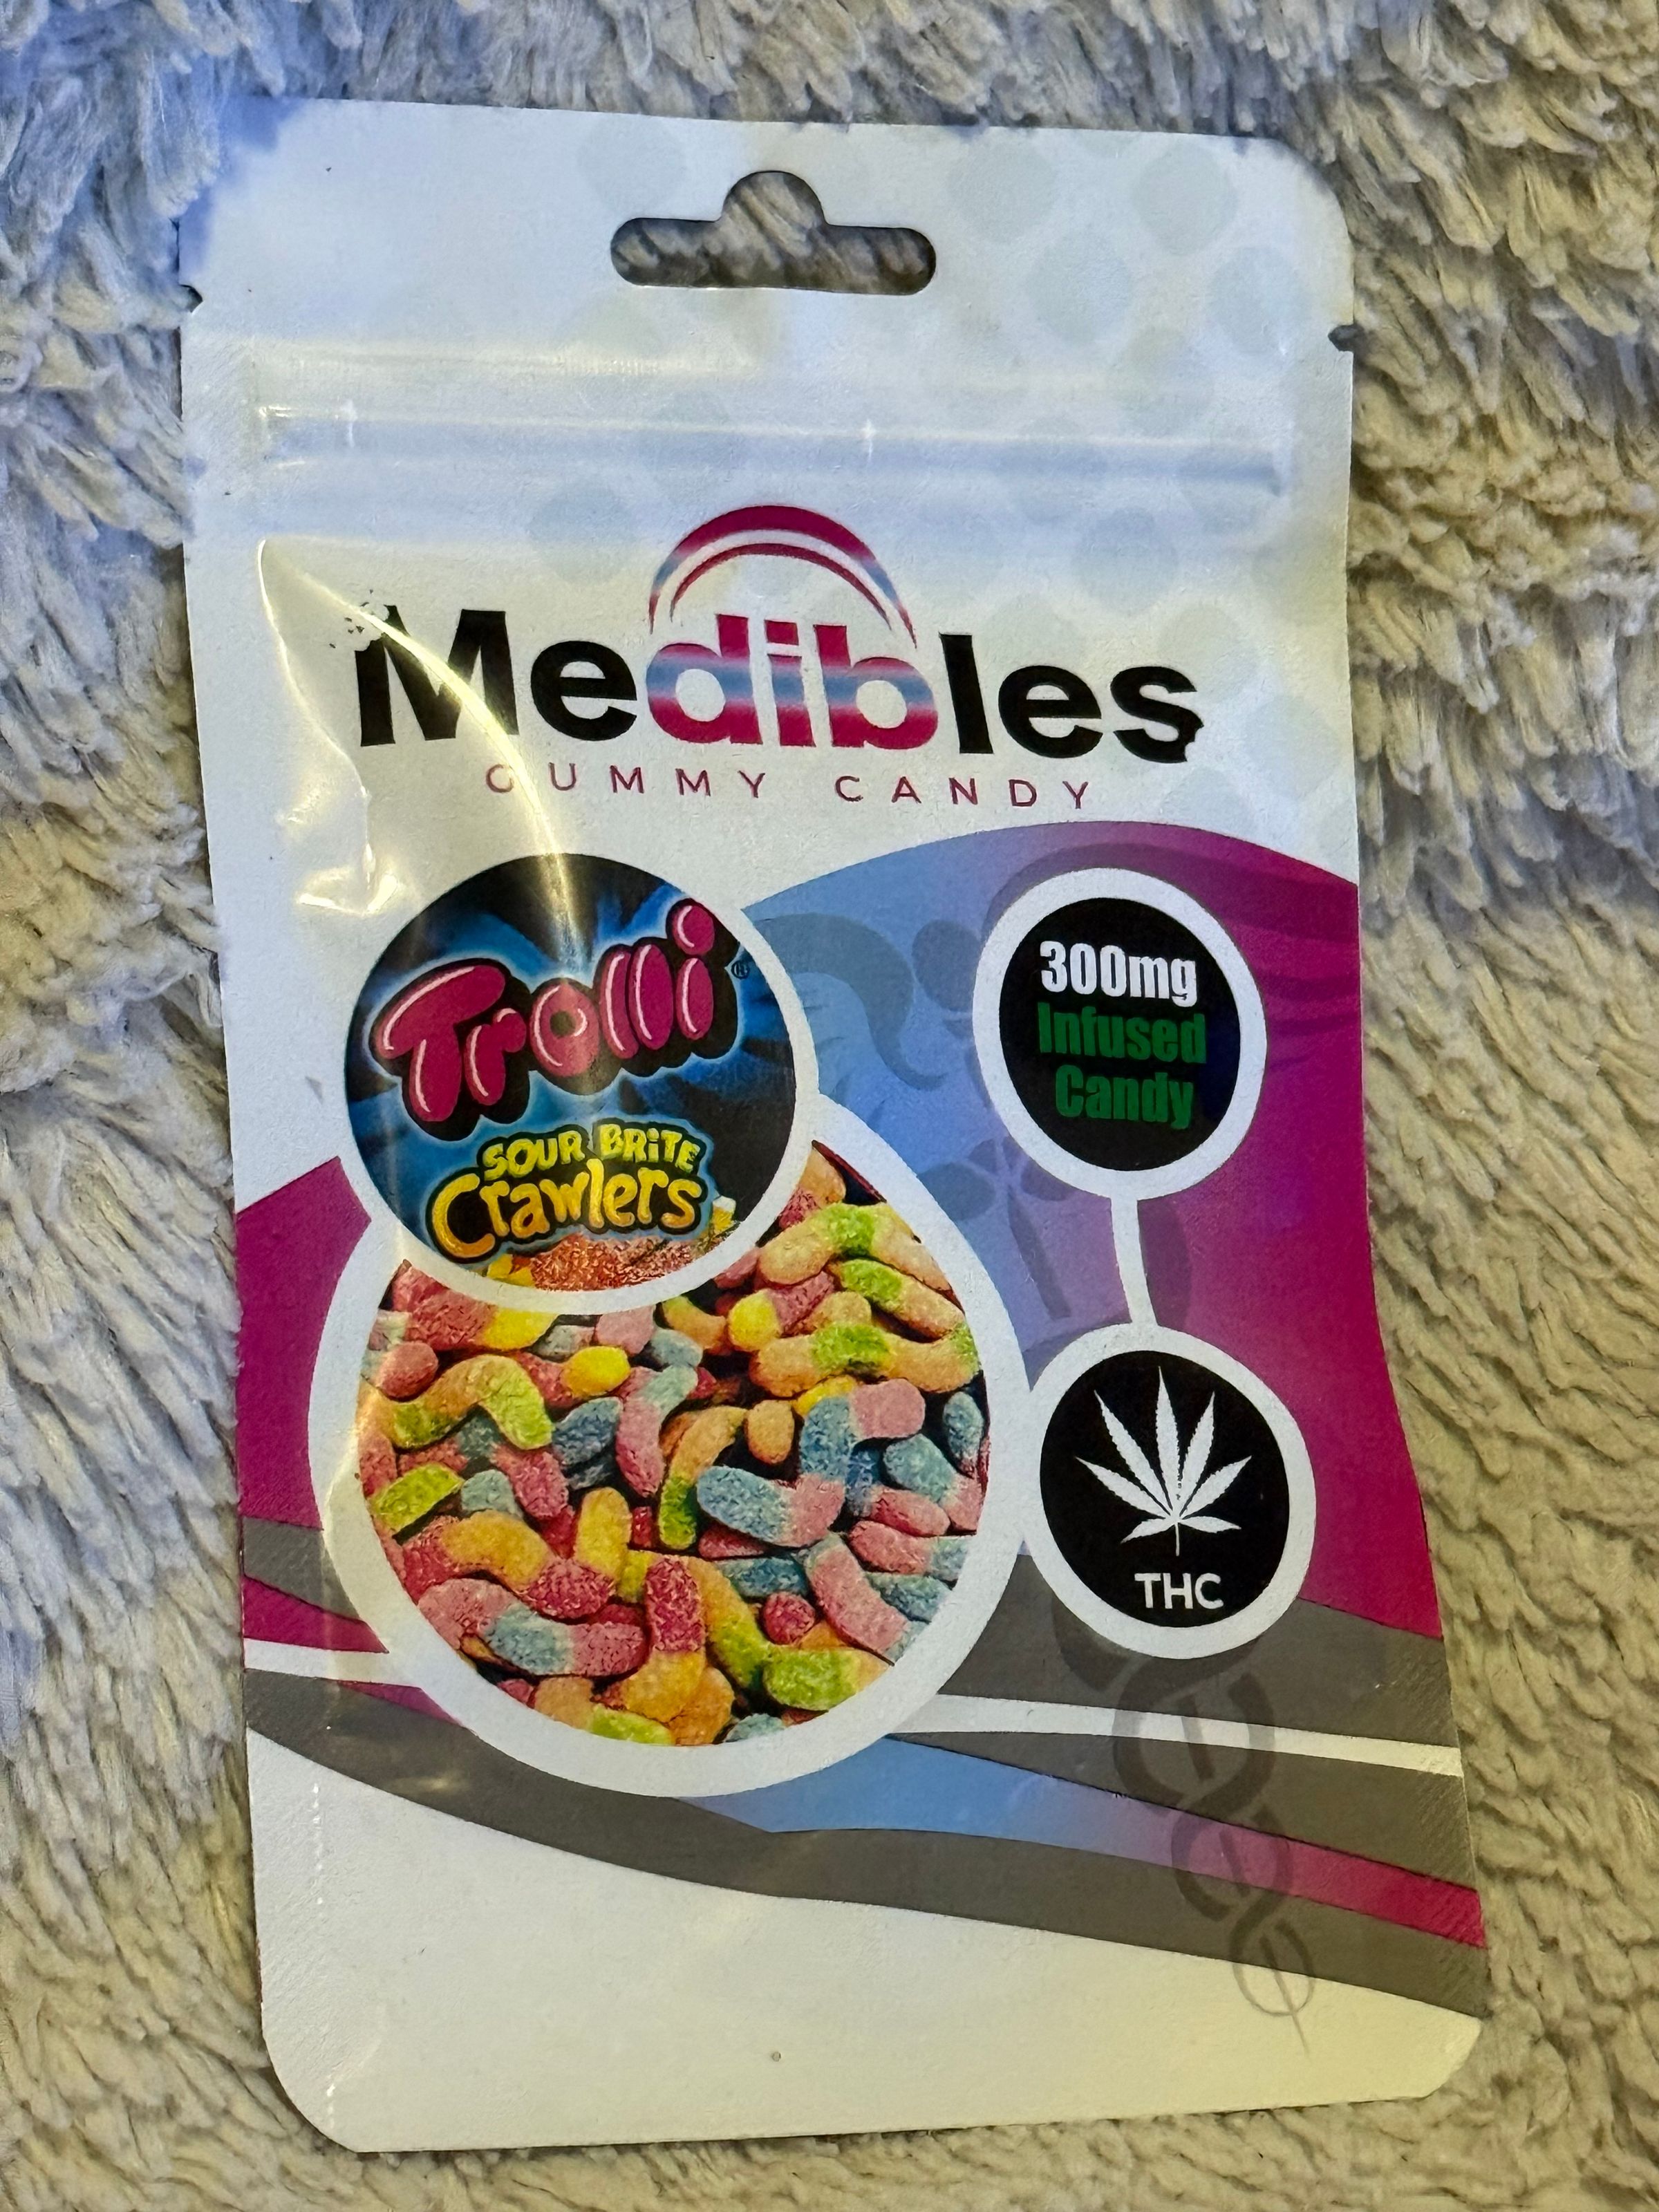 Medibles
GUMMY CANDY
Trolli®
SOUR BRiTE
Crawlers
300mg
Infused
Candy
THC